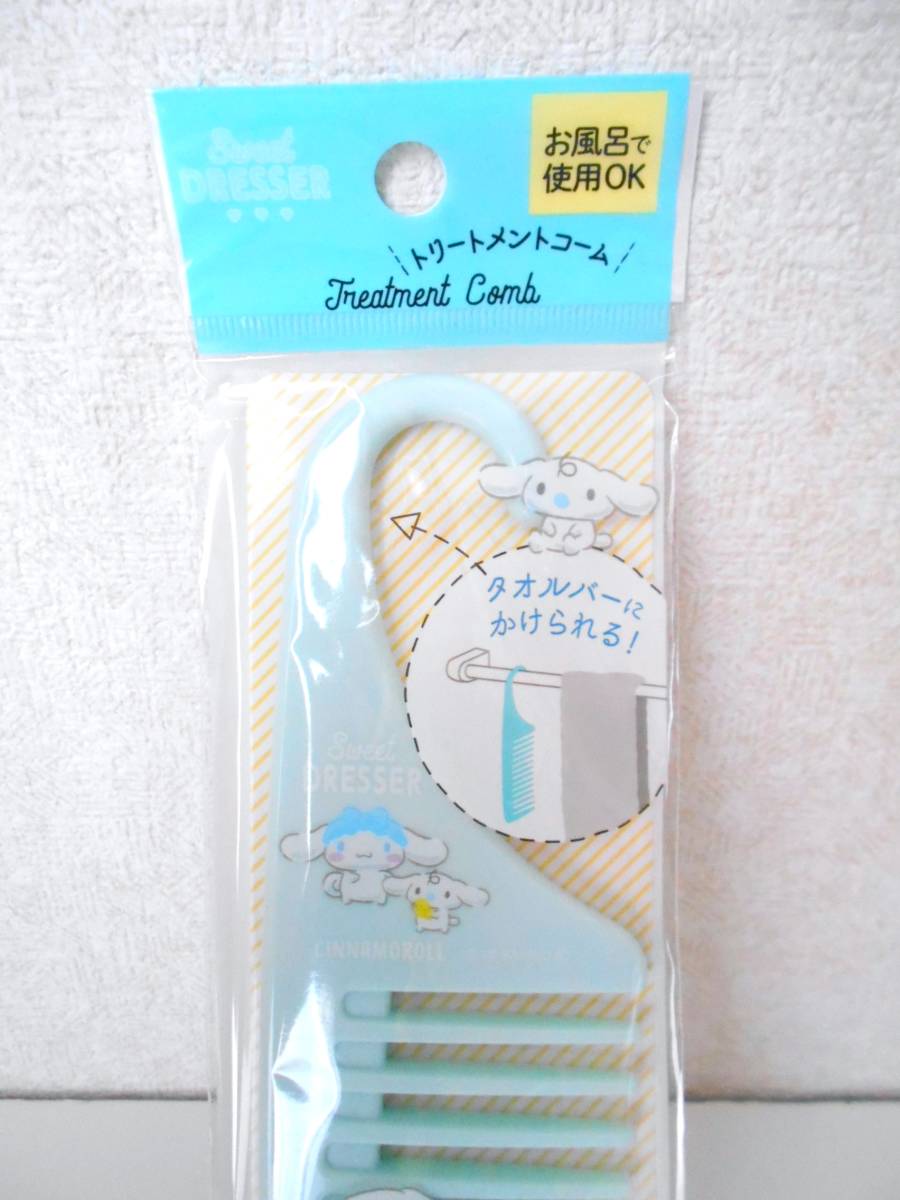 Sweet
DRESSER
お風呂で
使用OK
トリートメントコーム
Treatment Comb
タオルバーに
かけられる!
Sweet
DRESSER
CINNAMOROLL